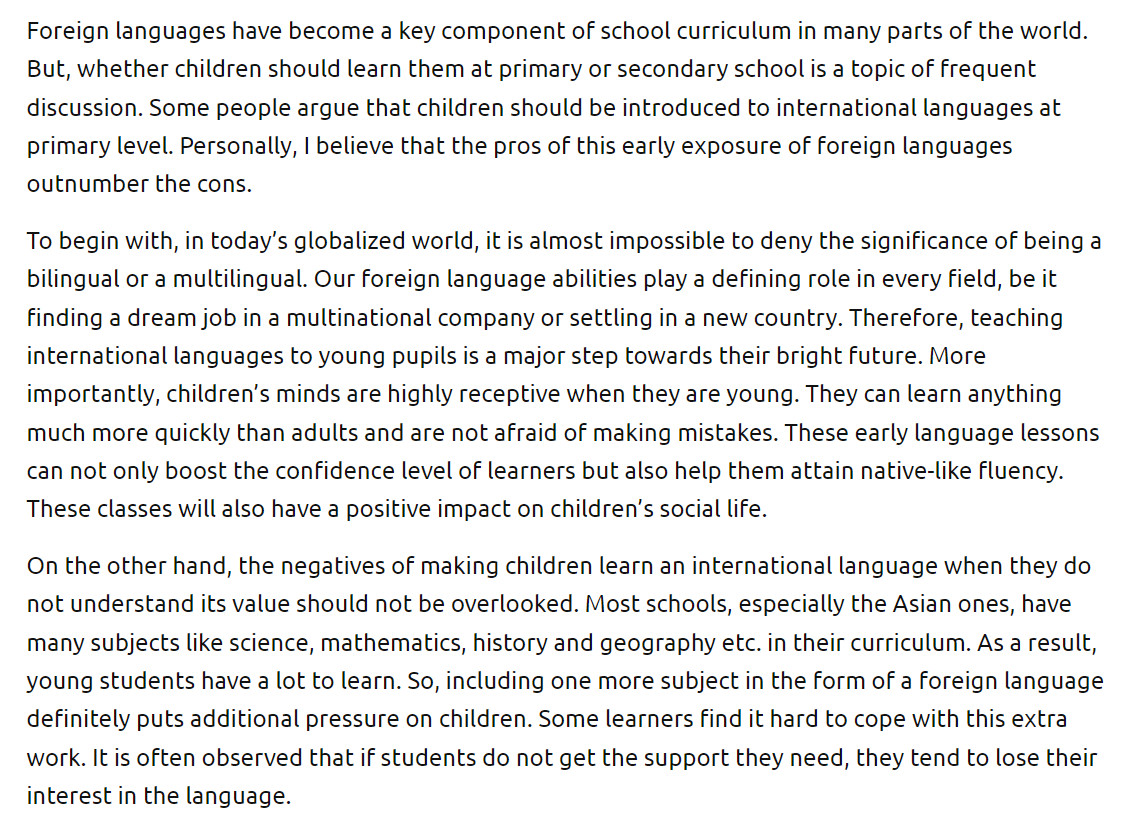 Foreign languages have become a key component of school curriculum in many parts of the world.
But, whether children should learn them at primary or secondary school is a topic of frequent
discussion. Some people argue that children should be introduced to international languages at
primary level. Personally, I believe that the pros of this early exposure of foreign languages
outnumber the cons.
To begin with, in today’s globalized world, it is almost impossible to deny the significance of being a
bilingual or a multilingual. Our foreign language abilities play a defining role in every field, be it
finding a dream job in a multinational company or settling in a new country. Therefore, teaching
international languages to young pupils is a major step towards their bright future. More
importantly, children’s minds are highly receptive when they are young. They can learn anything
much more quickly than adults and are not afraid of making mistakes. These early language lessons
can not only boost the confidence level of learners but also help them attain native-like fluency.
These classes will also have a positive impact on children’s social life.
On the other hand, the negatives of making children learn an international language when they do
not understand its value should not be overlooked. Most schools, especially the Asian ones, have
many subjects like science, mathematics, history and geography etc. in their curriculum. As a result,
young students have a lot to learn. So, including one more subject in the form of a foreign language
definitely puts additional pressure on children. Some learners find it hard to cope with this extra
work. It is often observed that if students do not get the support they need, they tend to lose their
interest in the language.